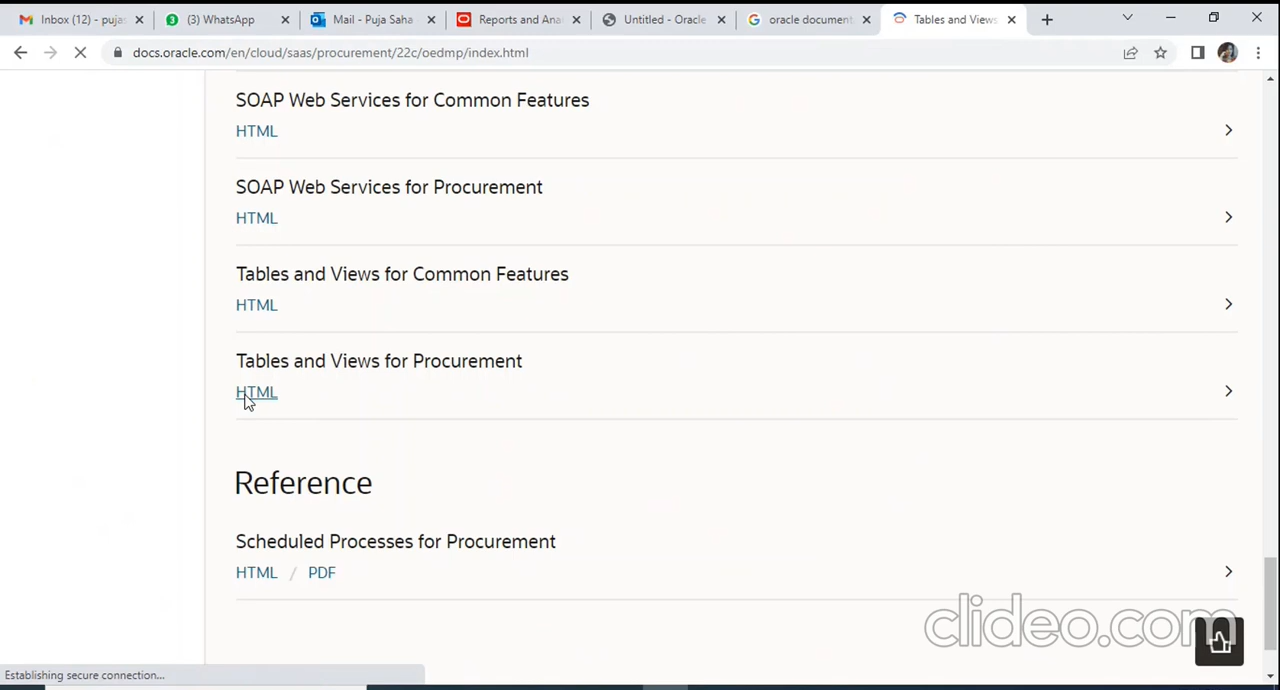 Inbox (12) - pujas
(3) WhatsApp
Mail - Puja Saha
Reports and Ana
Untitled - Oracle
oracle document
Tables and Views
docs.oracle.com/en/cloud/saas/procurement/22c/oedmp/index.html
SOAP Web Services for Common Features
HTML
SOAP Web Services for Procurement
HTML
Tables and Views for Common Features
HTML
Tables and Views for Procurement
HTML
Reference
Scheduled Processes for Procurement
HTML / PDF
clideo.com
Establishing secure connection...